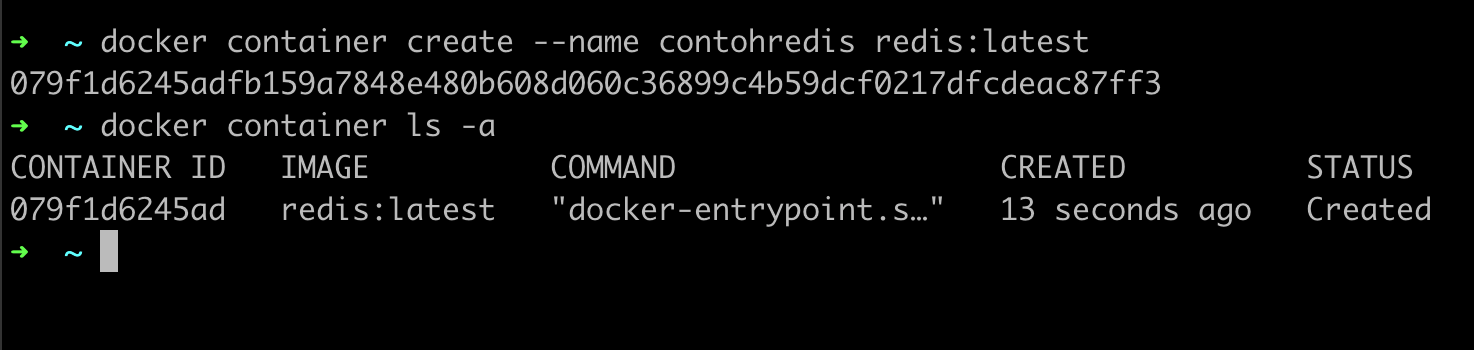 ➜ ~ docker container create --name contohredis redis:latest
079f1d6245adfb159a7848e480b608d060c36899c4b59dcf0217dfcdeac87ff3
➜ ~ docker container ls -a
CONTAINER ID IMAGE COMMAND CREATED STATUS
079f1d6245ad redis:latest "docker-entrypoint.s…" 13 seconds ago Created
➜ ~